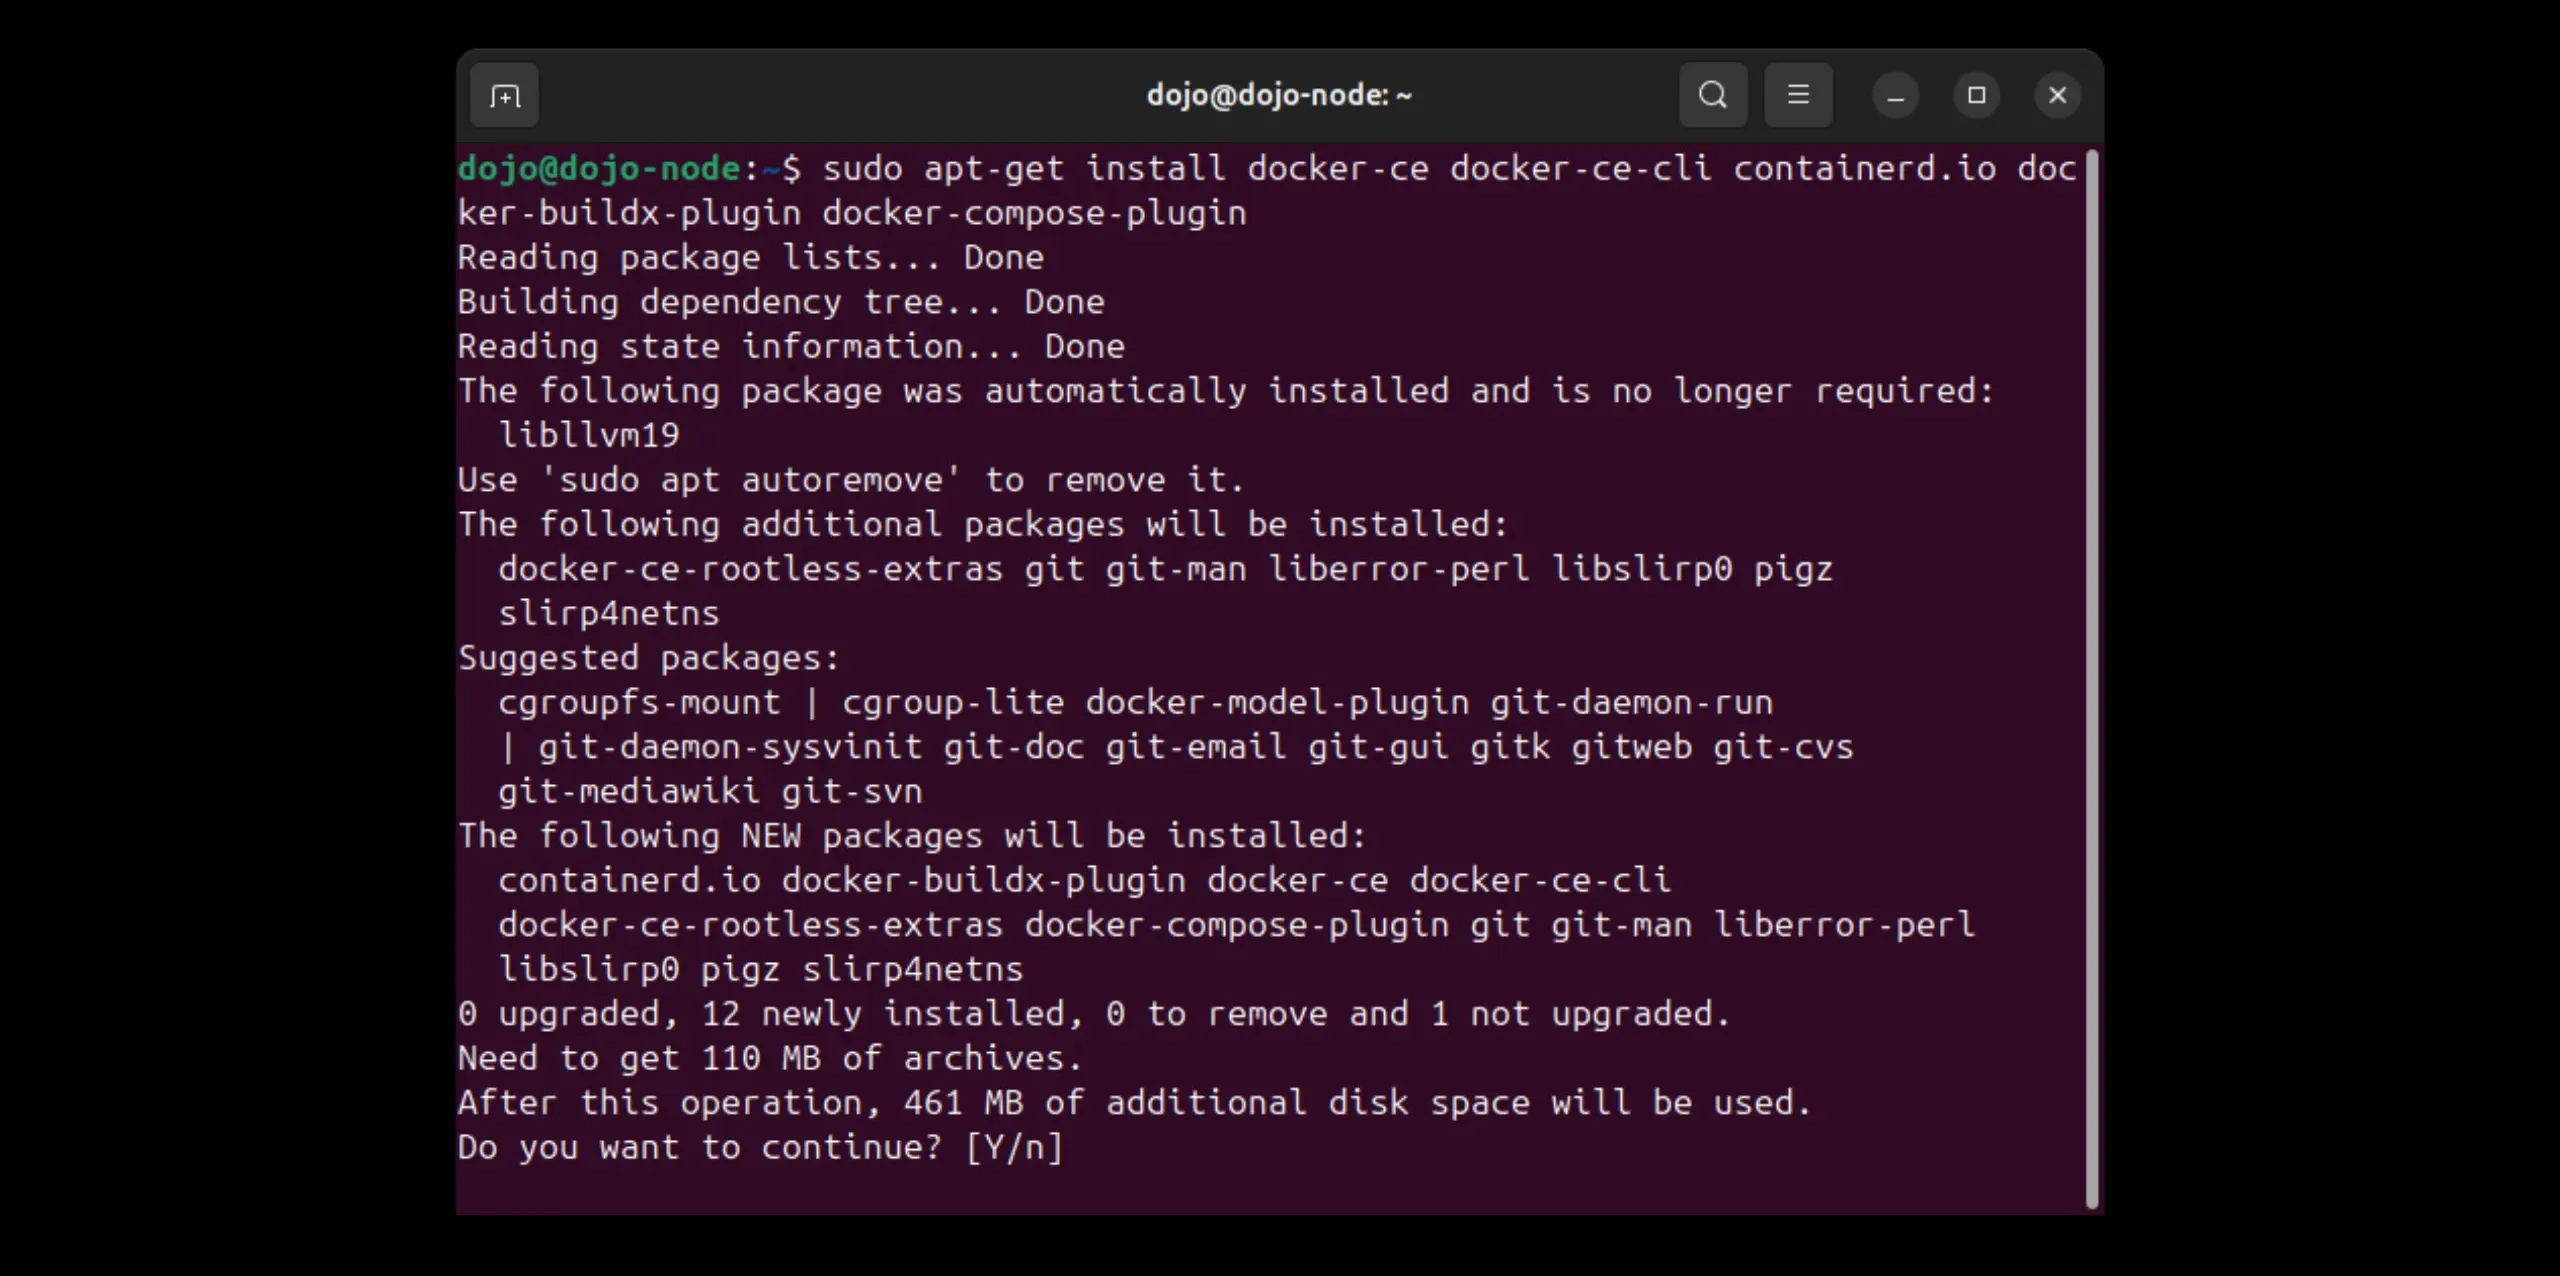 dojo@dojo-node: ~
dojo@dojo-node:~$ sudo apt-get install docker-ce docker-ce-cli containerd.io doc
ker-buildx-plugin docker-compose-plugin
Reading package lists... Done
Building dependency tree... Done
Reading state information... Done
The following package was automatically installed and is no longer required:
  libllvm19
Use 'sudo apt autoremove' to remove it.
The following additional packages will be installed:
  docker-ce-rootless-extras git git-man liberror-perl libslirp0 pigz
  slirp4netns
Suggested packages:
  cgroupfs-mount | cgroup-lite docker-model-plugin git-daemon-run
  | git-daemon-sysvinit git-doc git-email git-gui gitk gitweb git-cvs
  git-mediawiki git-svn
The following NEW packages will be installed:
  containerd.io docker-buildx-plugin docker-ce docker-ce-cli
  docker-ce-rootless-extras docker-compose-plugin git git-man liberror-perl
  libslirp0 pigz slirp4netns
0 upgraded, 12 newly installed, 0 to remove and 1 not upgraded.
Need to get 110 MB of archives.
After this operation, 461 MB of additional disk space will be used.
Do you want to continue? [Y/n]